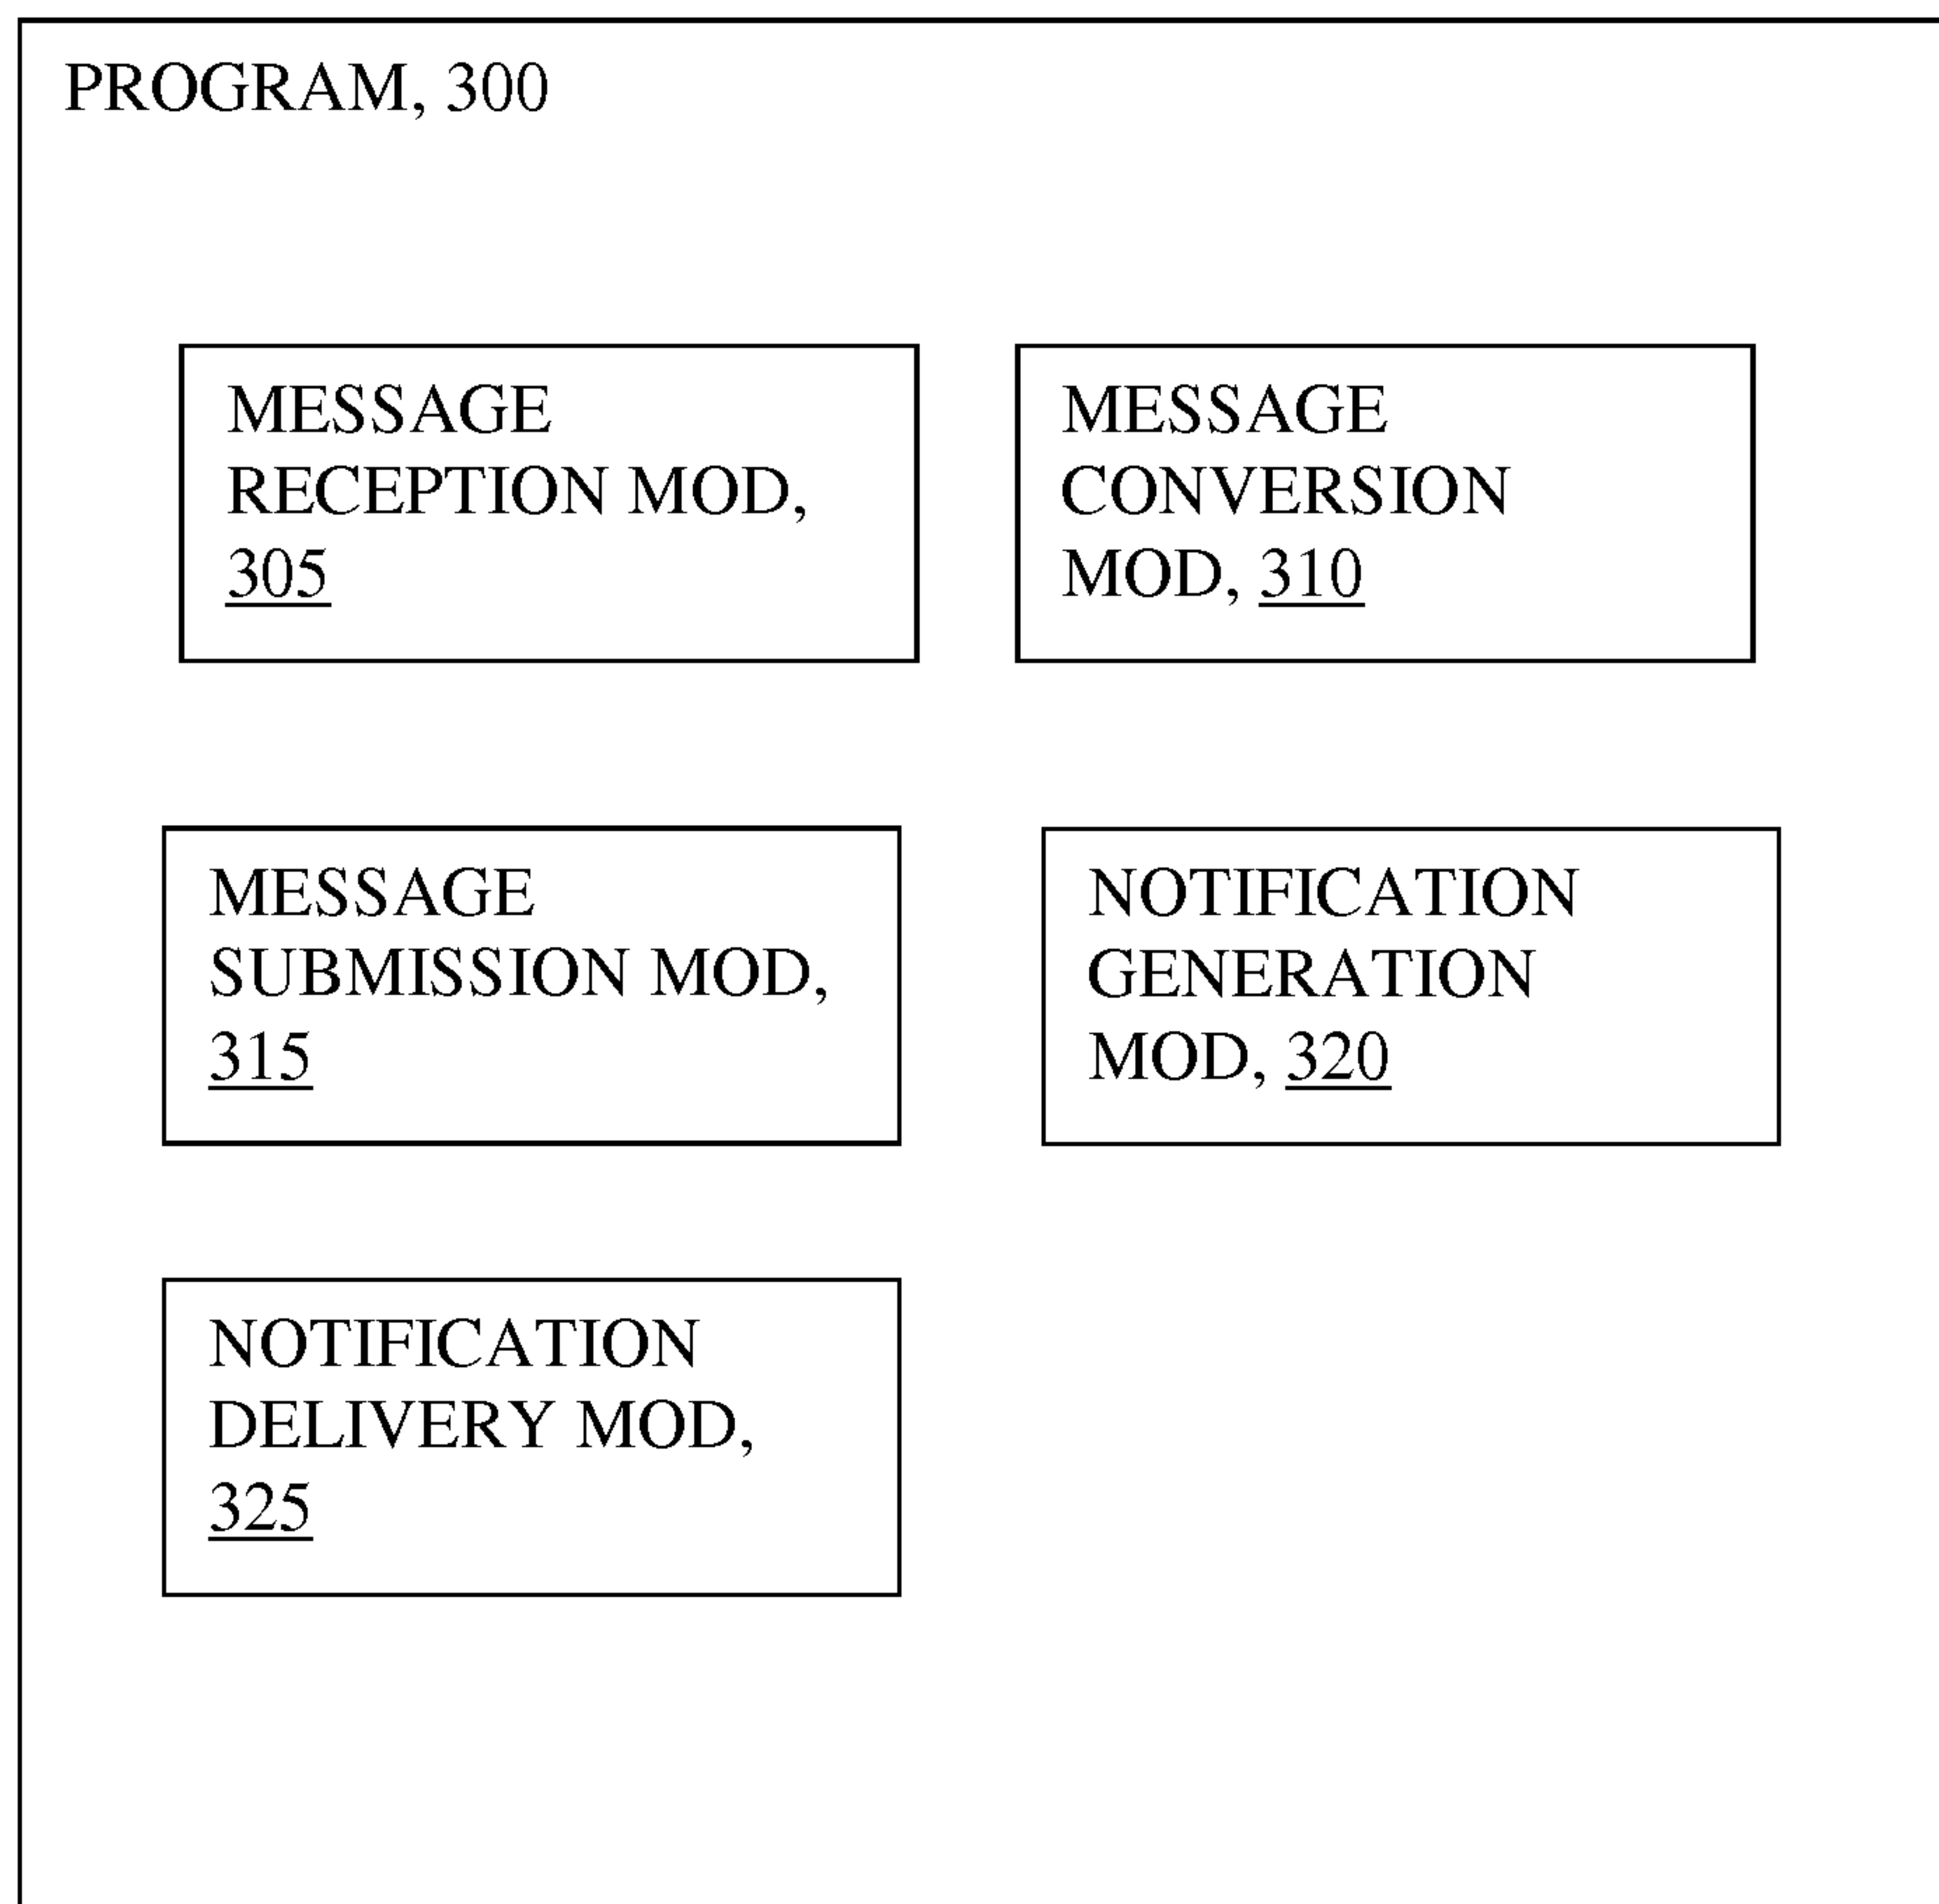 PROGRAM, 300
MESSAGE
RECEPTION MOD,
305
MESSAGE
CONVERSION
MOD, 310
MESSAGE
SUBMISSION MOD,
315
NOTIFICATION
GENERATION
MOD, 320
NOTIFICATION
DELIVERY MOD,
325